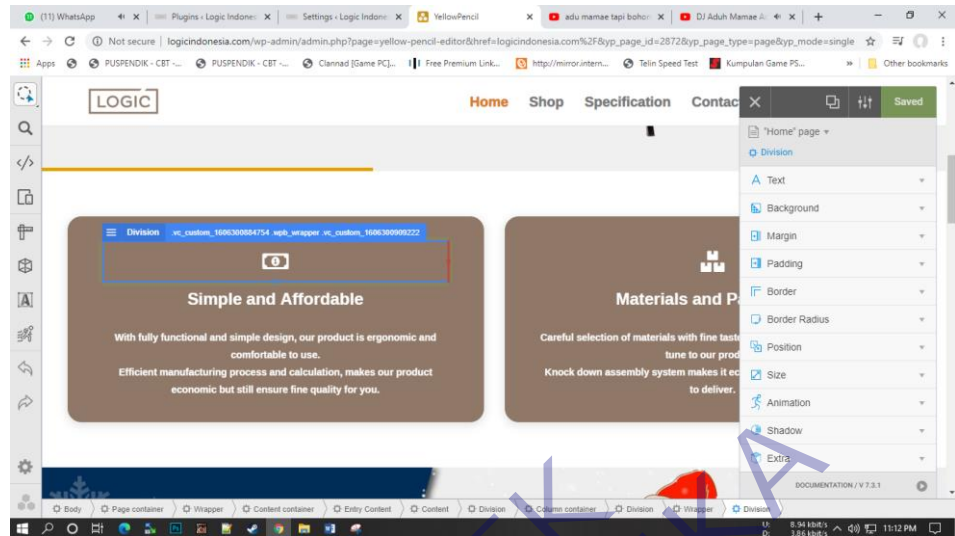 (11) WhatsApp
Plugins ‹ Logic Indones
Settings ‹ Logic Indones
YellowPencil
adu mamae tapi bohon
DJ Aduh Mamae A
Not secure | logicindonesia.com/wp-admin/admin.php?page=yellow-pencil-editor&href=logicindonesia.com%2F&yp_page_id=2872&yp_page_type=page&yp_mode=single
Apps
PUSPENDIK - CBT -...
PUSPENDIK - CBT -...
Clannad [Game PC]...
Free Premium Link...
http://mirror.intern...
Telin Speed Test
Kumpulan Game PS...
Other bookmarks
LOGIC
Home Shop Specification Contac
Saved
"Home" page
Division
Text
Background
Margin
Padding
Border
Border Radius
Position
Size
Animation
Shadow
Extra
DOCUMENTATION / V 7.3.1
Division .vc_custom_1606300884754 .wpb_wrapper .vc_custom_1606300909222
Simple and Affordable
With fully functional and simple design, our product is ergonomic and
comfortable to use.
Efficient manufacturing process and calculation, makes our product
economic but still ensure fine quality for you.
Materials and P
Careful selection of materials with fine taste
tune to our prod
Knock down assembly system makes it ec
to deliver.
Body
Page container
Wrapper
Content container
Entry Content
Content
Division
Column container
Division
Wrapper
Division
U: 8.94 kbit/s
D: 3.86 kbit/s
11:12 PM